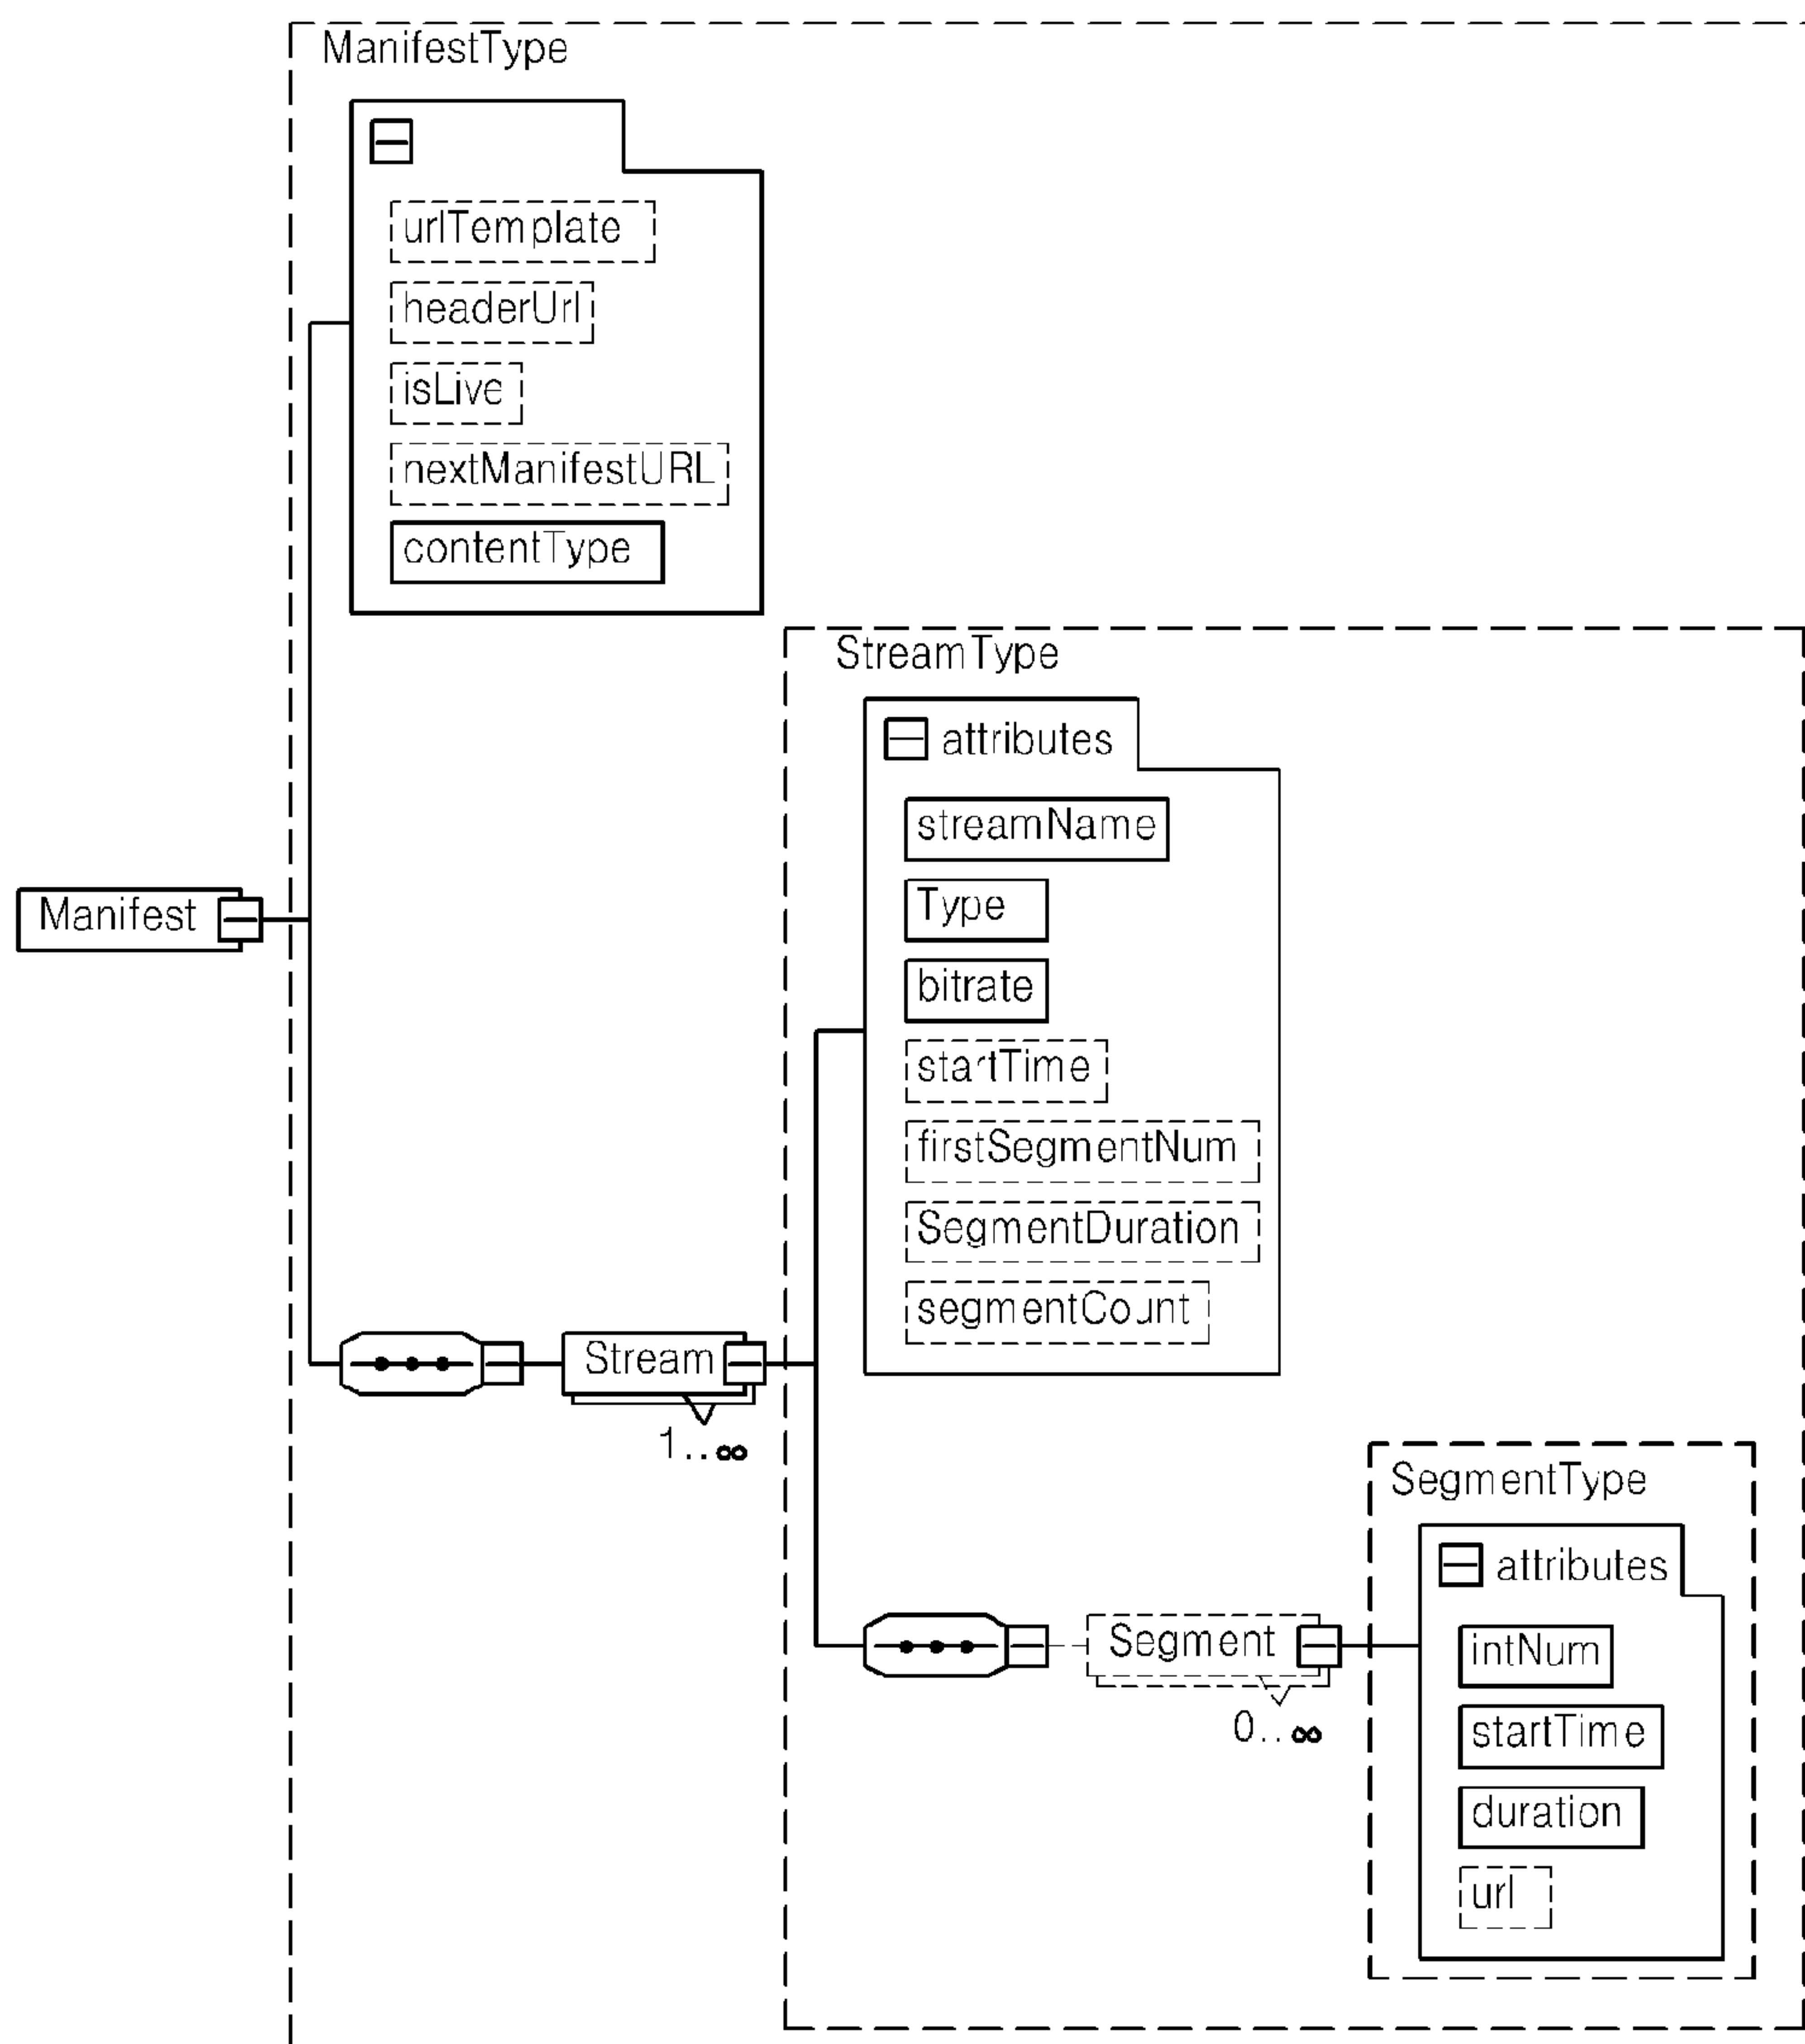 ManifestType
urlTemplate
headerUrl
isLive
nextManifestURL
contentType
StreamType
attributes
streamName
Type
bitrate
startTime
firstSegmentNum
SegmentDuration
segmentCount
Manifest
Stream
1..∞
SegmentType
attributes
intNum
startTime
duration
url
Segment
0..∞